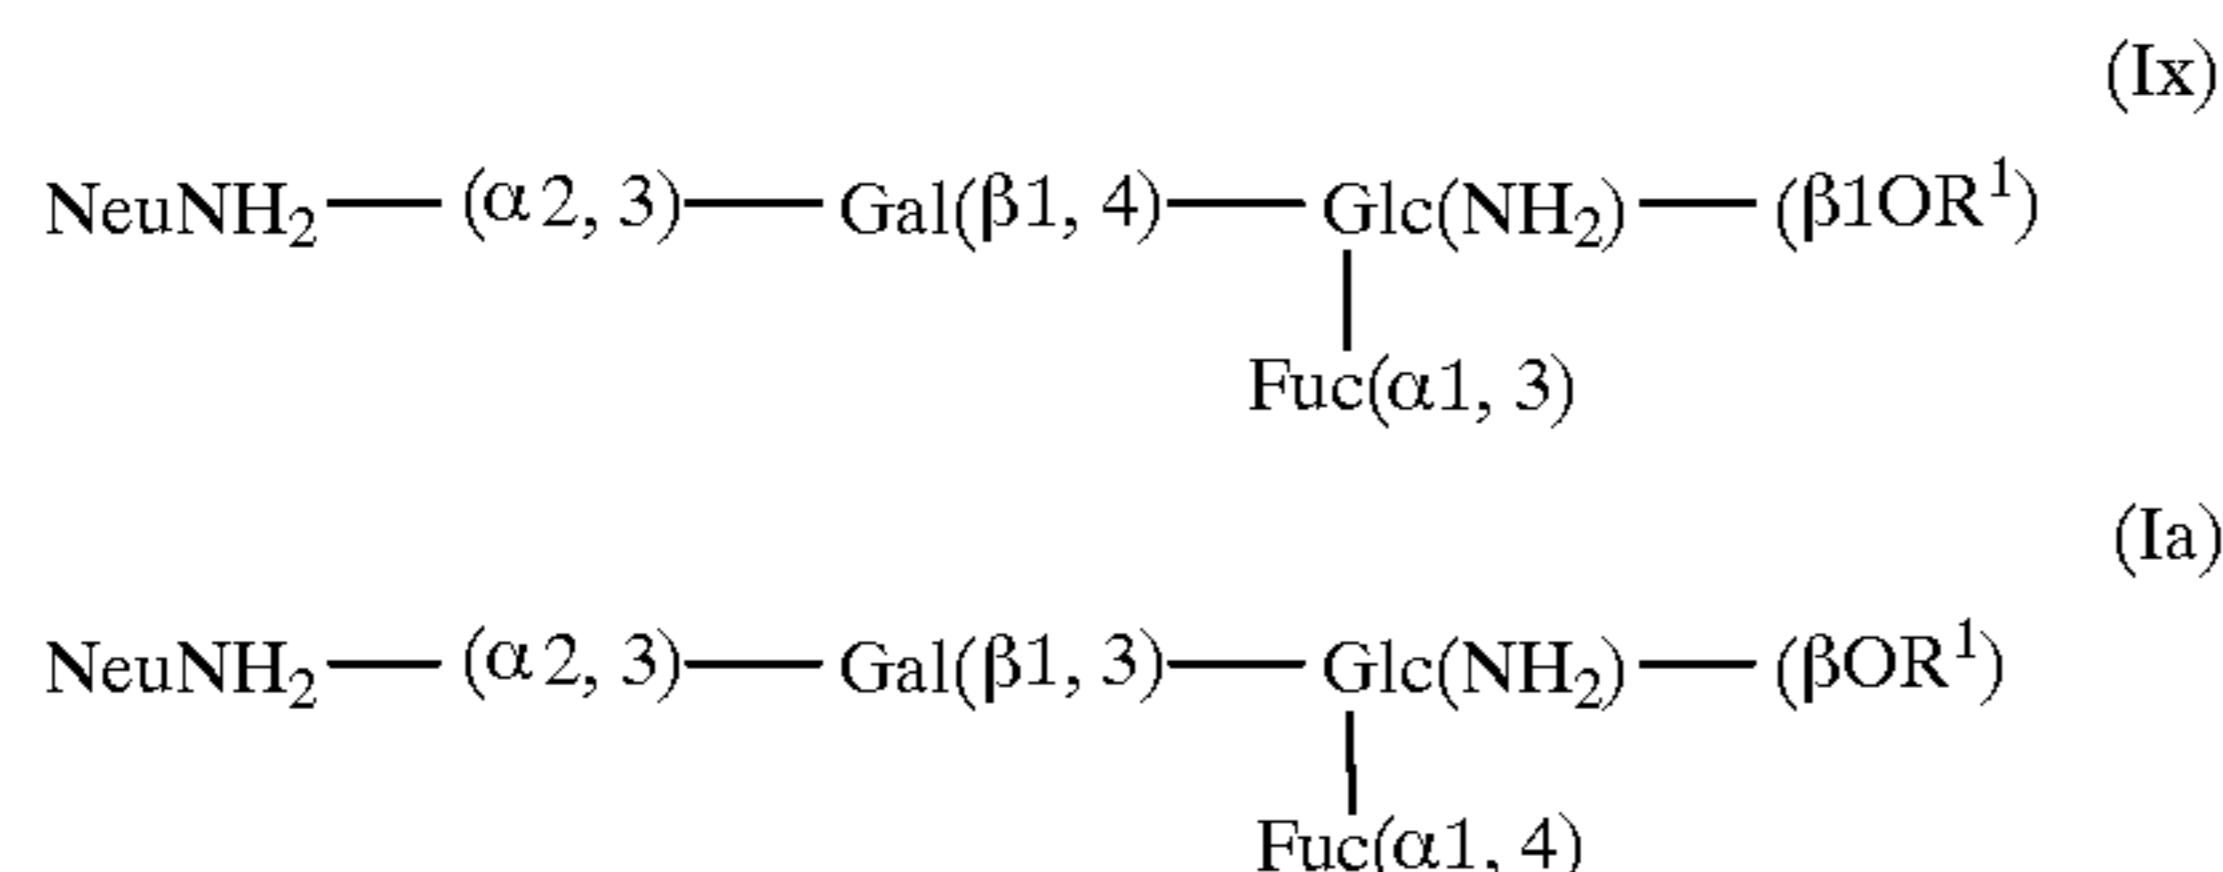 (Ix)
NeuNH₂—(α2, 3)—Gal(β1, 4)—Glc(NH₂)—(β1OR¹)
Fuc(α1, 3)
(Ia)
NeuNH₂—(α2, 3)—Gal(β1, 3)—Glc(NH₂)—(βOR¹)
Fuc(α1, 4)